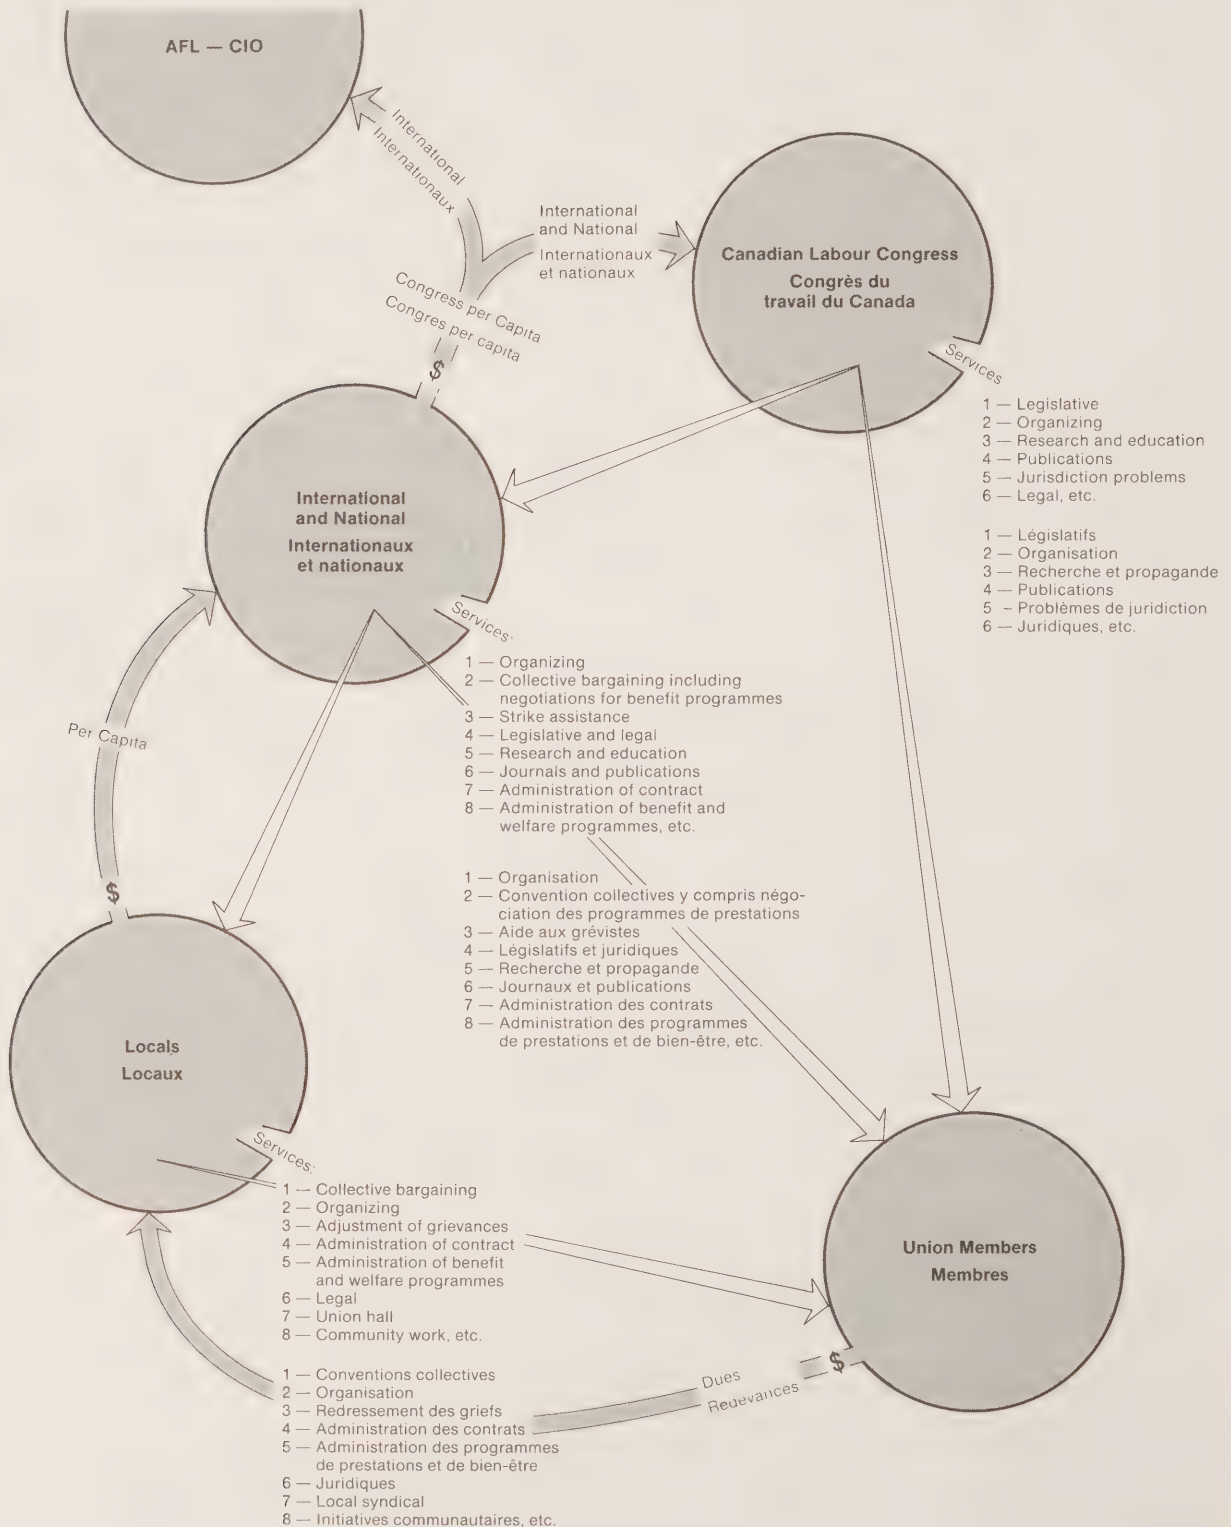 AFL — CIO
International
Internationaux
International
and National
Internationaux
et nationaux
Canadian Labour Congress
Congrès du
travail du Canada
Congress per Capita
Congres per capita
$
Services
1 — Legislative
2 — Organizing
3 — Research and education
4 — Publications
5 — Jurisdiction problems
6 — Legal, etc.
1 — Législatifs
2 — Organisation
3 — Recherche et propagande
4 — Publications
5 - Problèmes de juridiction
6 — Juridiques, etc.
International
and National
Internationaux
et nationaux
Services:
1 — Organizing
2 — Collective bargaining including
negotiations for benefit programmes
3 — Strike assistance
4 — Legislative and legal
5 — Research and education
6 — Journals and publications
7 — Administration of contract
8 — Administration of benefit and
welfare programmes, etc.
1 — Organisation
2 — Convention collectives y compris négo-
ciation des programmes de prestations
3 — Aide aux grévistes
4 — Législatifs et juridiques
5 — Recherche et propagande
6 — Journaux et publications
7 — Administration des contrats
8 — Administration des programmes
de prestations et de bien-être, etc.
Per Capita
$
Locals
Locaux
Services:
1 — Collective bargaining
2 — Organizing
3 — Adjustment of grievances
4 — Administration of contract
5 — Administration of benefit
and welfare programmes
6 — Legal
7 — Union hall
8 — Community work, etc.
1 — Conventions collectives
2 — Organisation
3 — Redressement des griefs
4 — Administration des contrats
5 — Administration des programmes
de prestations et de bien-être
6 — Juridiques
7 — Local syndical
8 — Initiatives communautaires, etc.
Union Members
Membres
$
Dues
Redevances